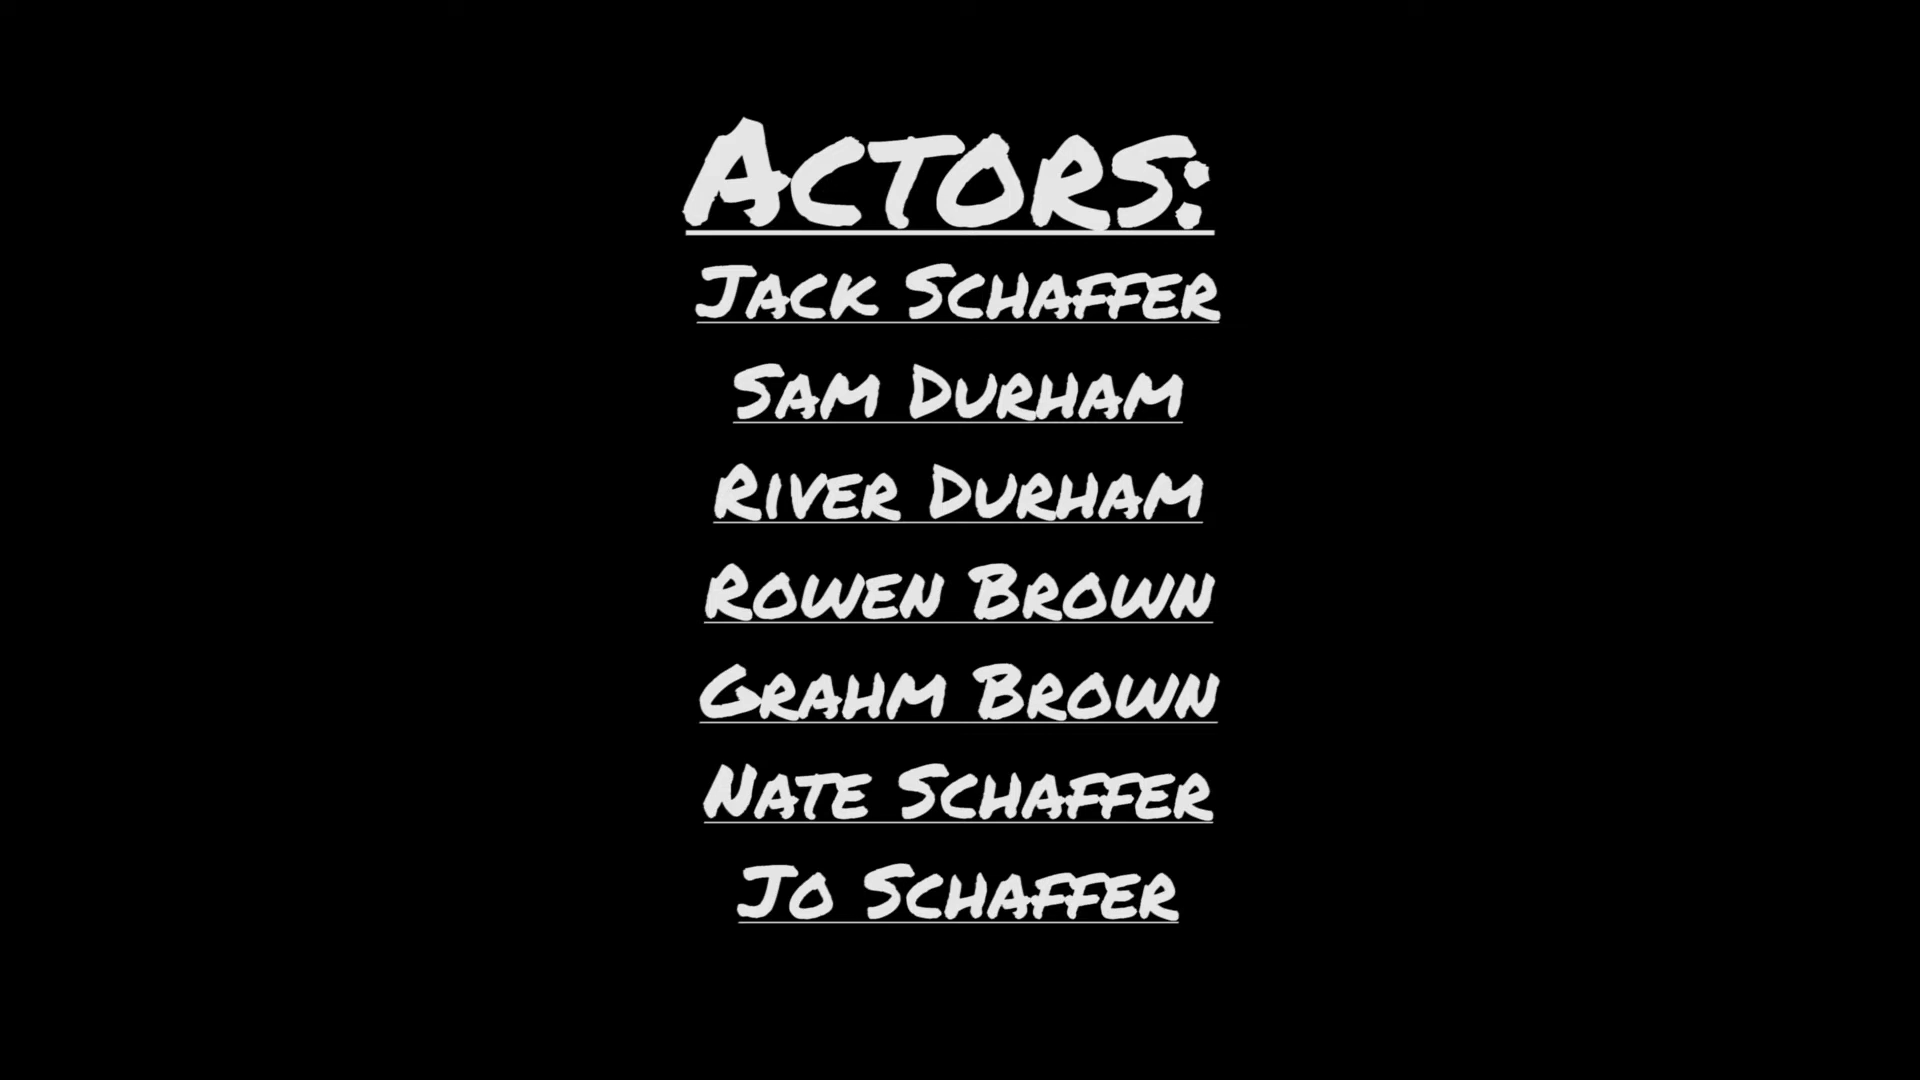 Actors:
Jack Schaffer
Sam Durham
River Durham
Rowen Brown
Grahm Brown
Nate Schaffer
Jo Schaffer